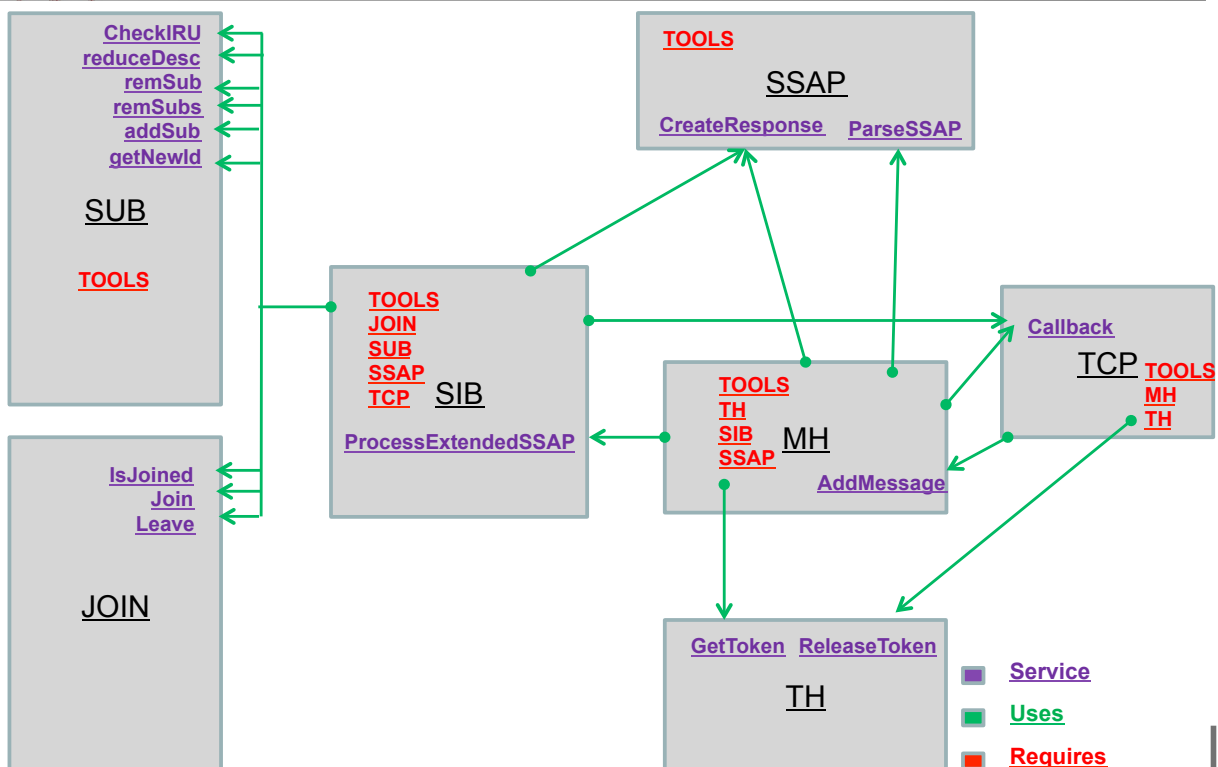 CheckIRU
reduceDesc
remSub
remSubs
addSub
getNewId
SUB
TOOLS
TOOLS
SSAP
CreateResponse ParseSSAP
TOOLS
JOIN
SUB
SSAP
TCP
SIB
ProcessExtendedSSAP
TOOLS
TH
SIB
SSAP
MH
AddMessage
Callback
TCP
TOOLS
MH
TH
IsJoined
Join
Leave
JOIN
GetToken ReleaseToken
TH
Service
Uses
Requires